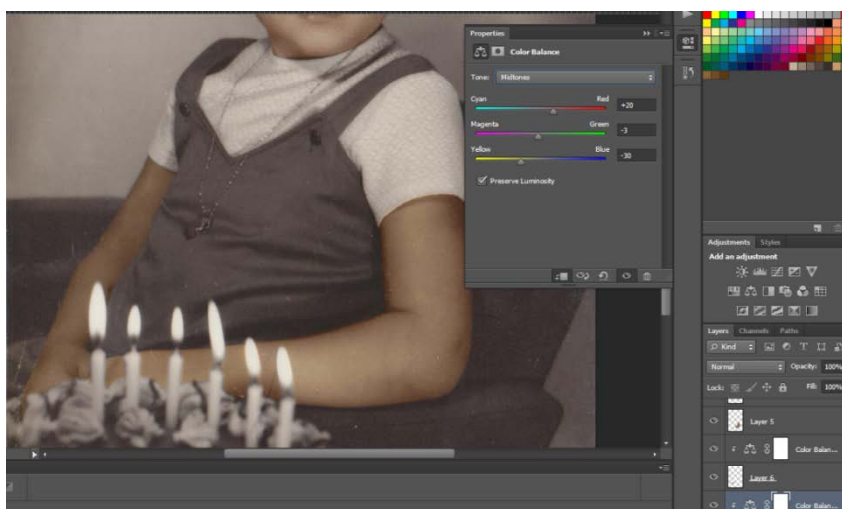 Properties
Color Balance
Tone: Midtones
Cyan Red +20
Magenta Green -3
Yellow Blue -30
Preserve Luminosity
Adjustments Styles
Add an adjustment
Layers Channels Paths
Kind
Normal Opacity: 100%
Lock: Fill: 100%
Layer 5
Color Balan...
Layer 6
Color Balan...